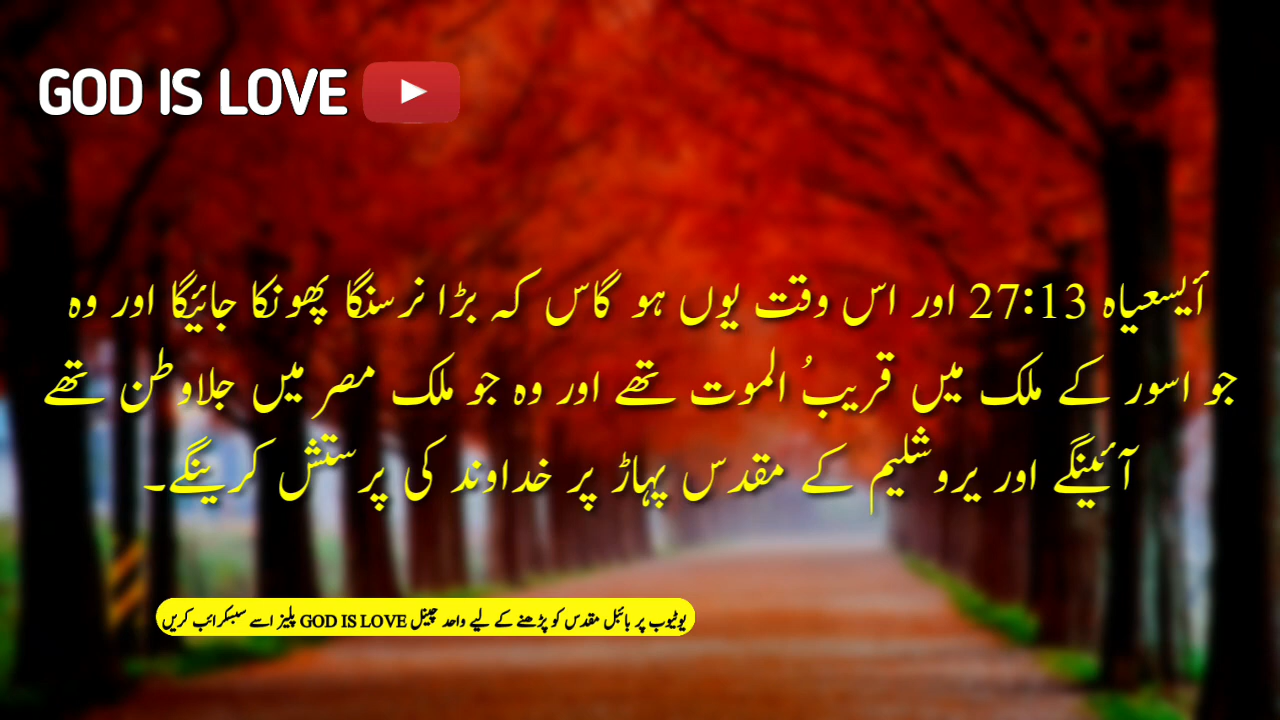 GOD IS LOVE
أیسعیاہ 27:13 اور اس وقت یوں ہو گاس کہ بڑا نرسنگا پھونکا جائیگا اور وہ
جو اسور کے ملک میں قریبُ الموت تھے اور وہ جو ملک مصر میں جلاوطن تھے
آئینگے اور یروشلیم کے مقدس پہاڑ پر خداوند کی پرستش کرینگے۔
یوٹیوب پر بائبل مقدس کو پڑھنے کے لیے واحد چینل GOD IS LOVE پلیز اسے سبسکرائب کریں